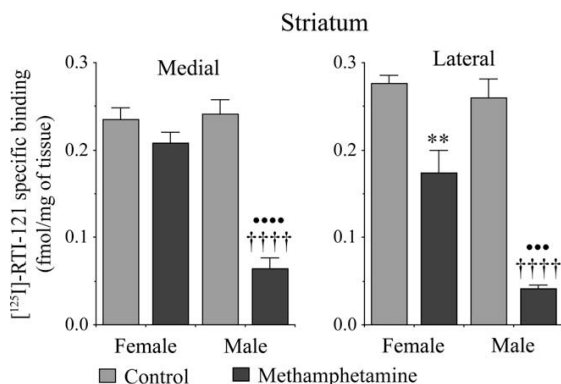 Striatum
Medial
Lateral
[¹²⁵I]-RTI-121 specific binding
(fmol/mg of tissue)
0.3
0.2
0.1
0.0
••••
††††
Female Male
0.3
0.2
0.1
0.0
**
•••
††††
Female Male
Control Methamphetamine